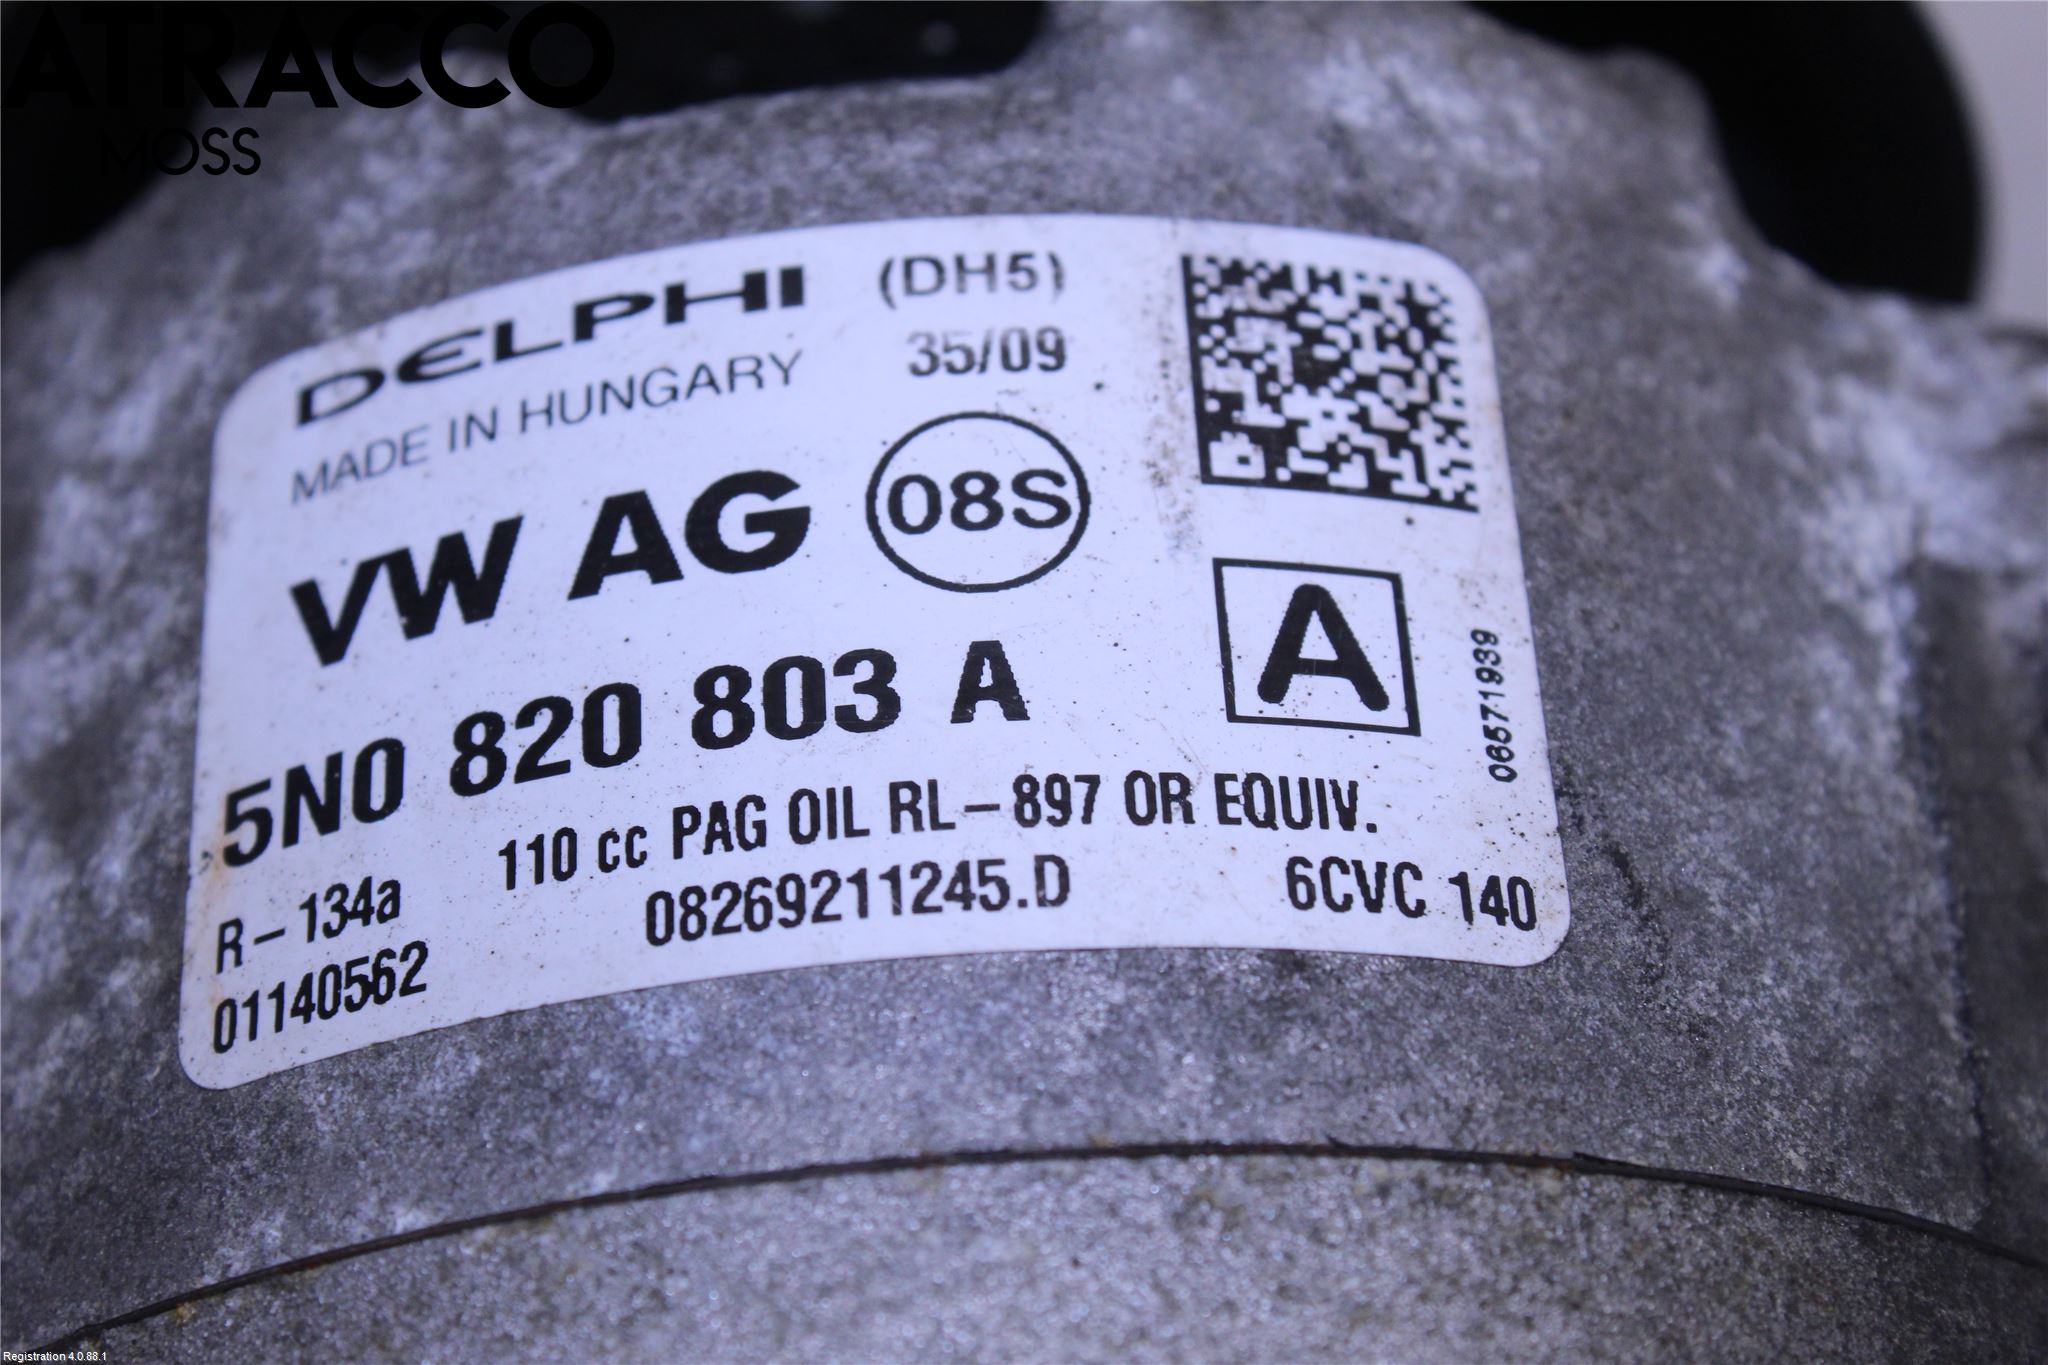 ATRACCO
MOSS
DELPHI (DH5)
MADE IN HUNGARY 35/09
VW AG 08S
A
5N0 820 803 A
06571939
110 cc PAG OIL RL-897 OR EQUIV.
R-134a 08269211245.D 6CVC 140
01140562
Registration 4.0.88.1